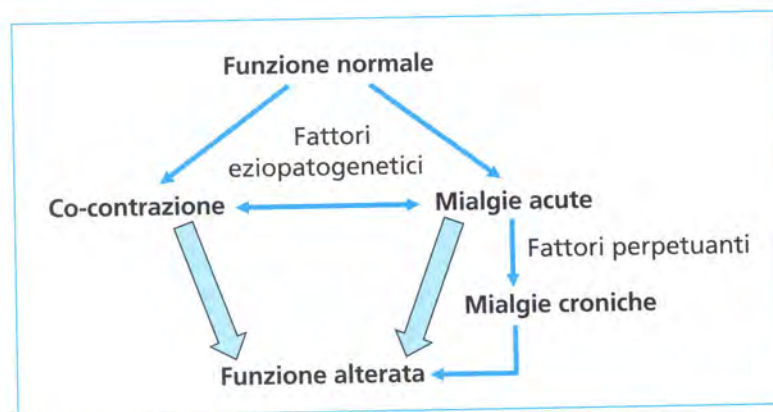 Funzione normale
Fattori
eziopatogenetici
Co-contrazione
Mialgie acute
Fattori perpetuanti
Mialgie croniche
Funzione alterata